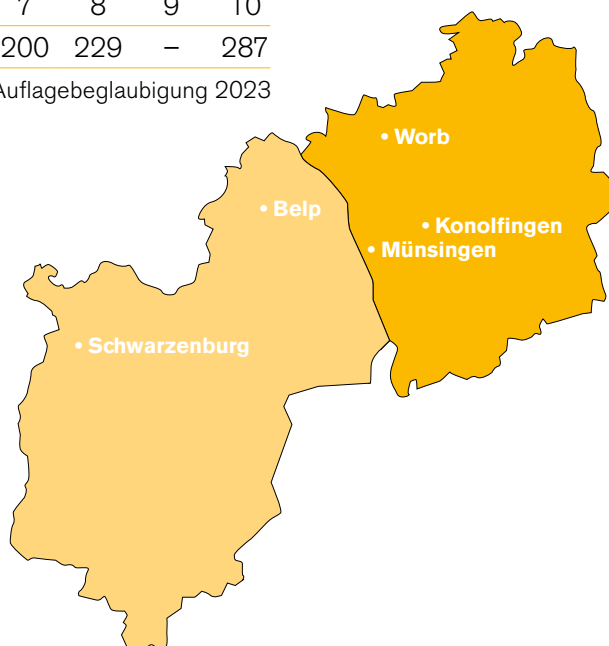 7 8 9 10
200 229 – 287
Auflagebeglaubigung 2023
• Worb
• Belp
• Konolfingen
• Münsingen
• Schwarzenburg